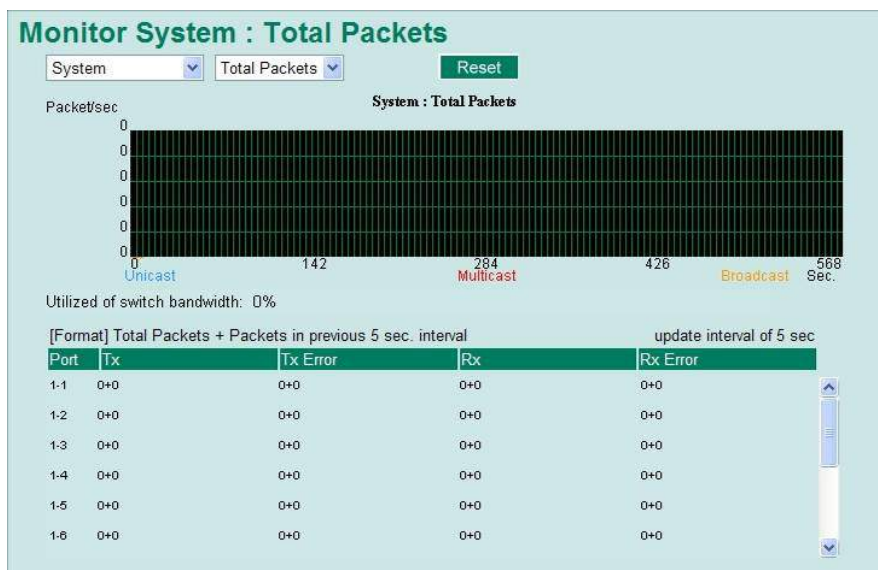 Monitor System : Total Packets
System Total Packets Reset
Packet/sec System : Total Packets
0
0
0
0
0
0
0 142 284 426 568
Unicast Multicast Broadcast Sec.
Utilized of switch bandwidth: 0%
[Format] Total Packets + Packets in previous 5 sec. interval update interval of 5 sec
Port Tx Tx Error Rx Rx Error
1-1 0+0 0+0 0+0 0+0
1-2 0+0 0+0 0+0 0+0
1-3 0+0 0+0 0+0 0+0
1-4 0+0 0+0 0+0 0+0
1-5 0+0 0+0 0+0 0+0
1-6 0+0 0+0 0+0 0+0